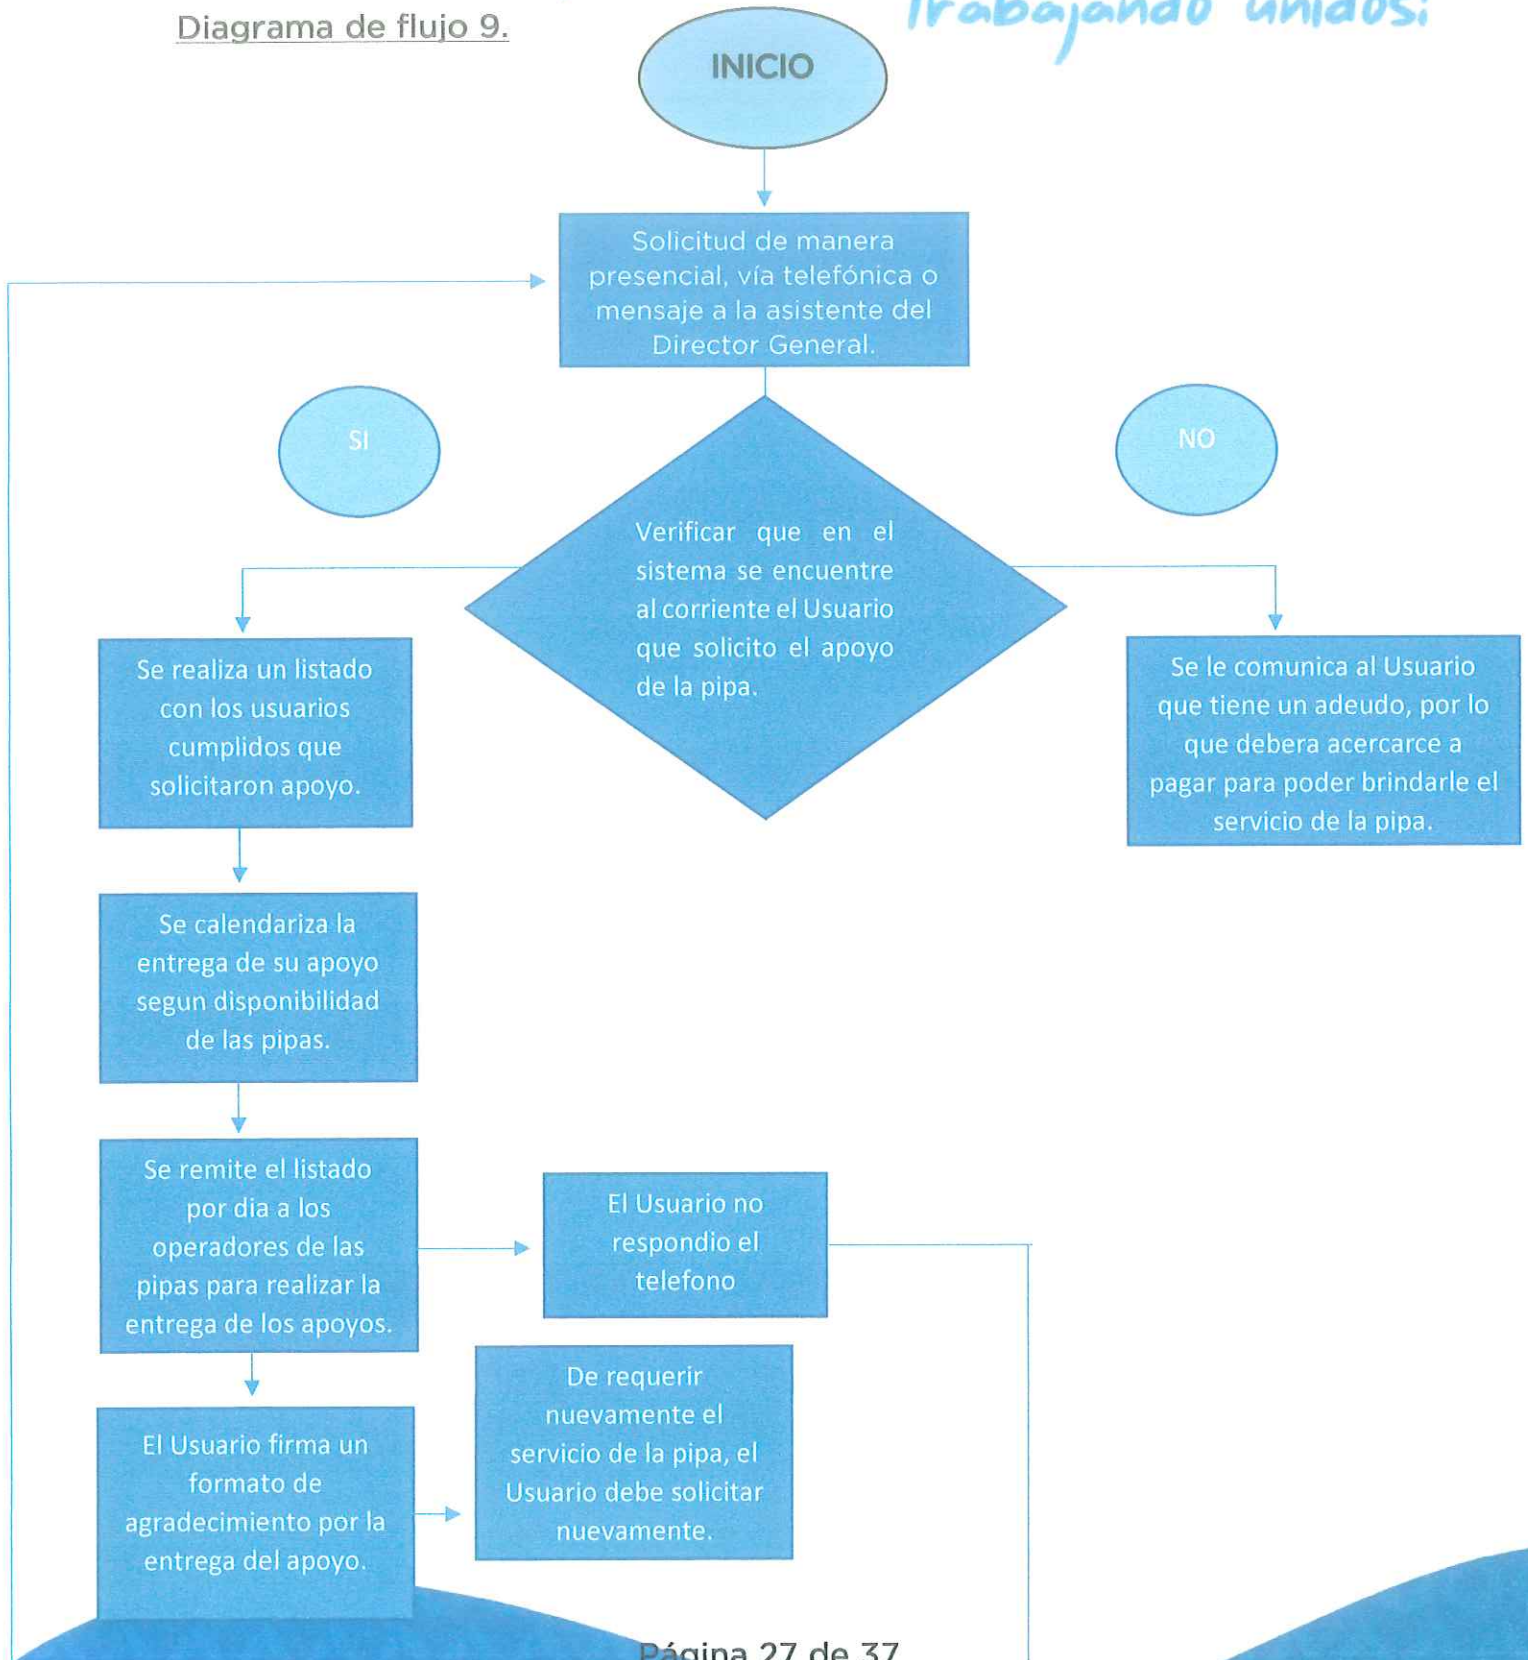 Trabajando unidos¡
Diagrama de flujo 9.
INICIO
Solicitud de manera
presencial, vía telefónica o
mensaje a la asistente del
Director General.
SI
NO
Verificar que en el
sistema se encuentre
al corriente el Usuario
que solicito el apoyo
de la pipa.
Se realiza un listado
con los usuarios
cumplidos que
solicitaron apoyo.
Se le comunica al Usuario
que tiene un adeudo, por lo
que debera acercarce a
pagar para poder brindarle el
servicio de la pipa.
Se calendariza la
entrega de su apoyo
segun disponibilidad
de las pipas.
Se remite el listado
por dia a los
operadores de las
pipas para realizar la
entrega de los apoyos.
El Usuario no
respondio el
telefono
De requerir
nuevamente el
servicio de la pipa, el
Usuario debe solicitar
nuevamente.
El Usuario firma un
formato de
agradecimiento por la
entrega del apoyo.
Página 27 de 37